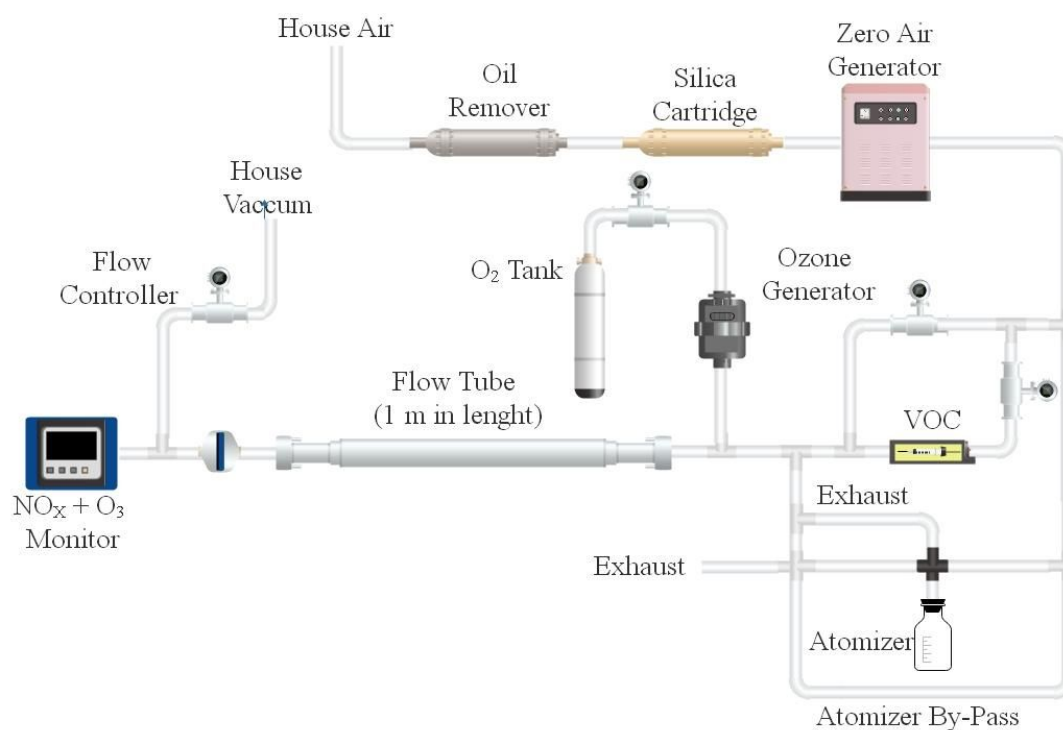 House Air
Oil
Remover
Silica
Cartridge
Zero Air
Generator
House
Vaccum
Flow
Controller
O₂ Tank
Ozone
Generator
Flow Tube
(1 m in lenght)
VOC
NOX + O₃
Monitor
Exhaust
Exhaust
Atomizer
Atomizer By-Pass